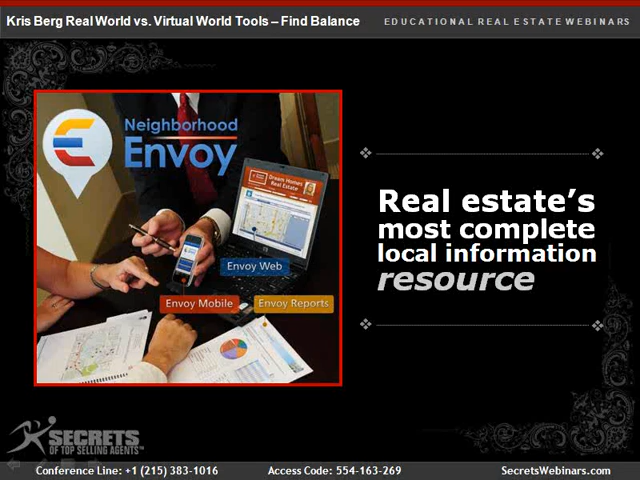 Kris Berg Real World vs. Virtual World Tools – Find Balance
EDUCATIONAL REAL ESTATE WEBINARS
Neighborhood
Envoy
Dream Homes
Real Estate
Envoy Web
Envoy Mobile
Envoy Reports
Real estate's
most complete
local information
resource
SECRETS
OF TOP SELLING AGENTS™
Conference Line: +1 (215) 383-1016
Access Code: 554-163-269
SecretsWebinars.com